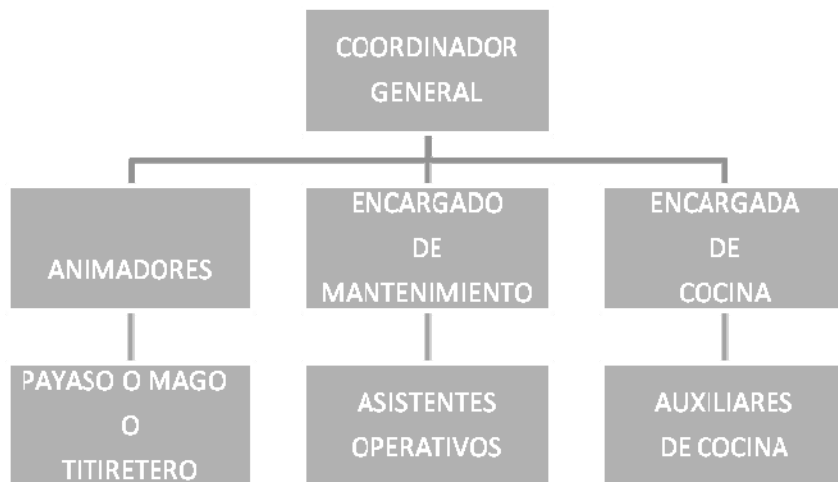 COORDINADOR
GENERAL
ANIMADORES
ENCARGADO
DE
MANTENIMIENTO
ENCARGADA
DE
COCINA
PAYASO O MAGO
O
TITIRETERO
ASISTENTES
OPERATIVOS
AUXILIARES
DE COCINA